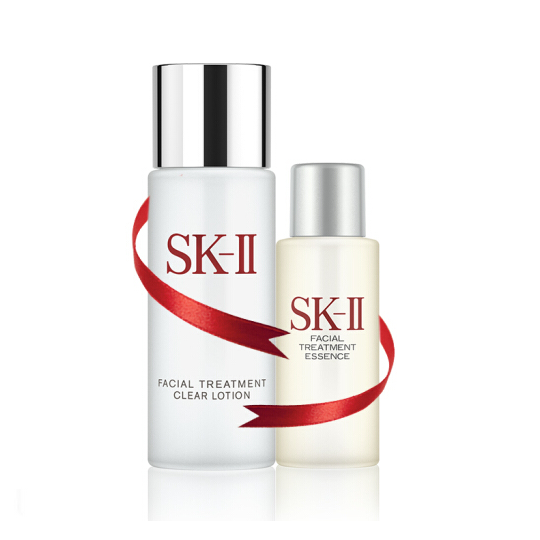 SK-II
FACIAL TREATMENT
CLEAR LOTION
SK-II
FACIAL
TREATMENT
ESSENCE